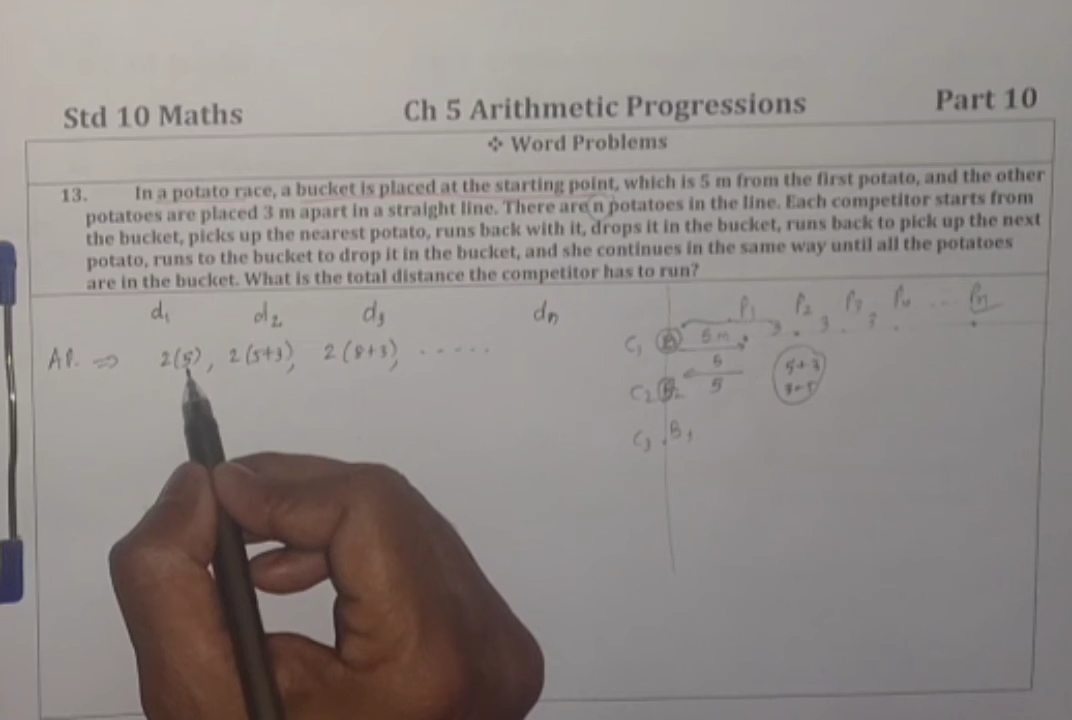 Std 10 Maths Ch 5 Arithmetic Progressions Part 10
❖ Word Problems
13. In a potato race, a bucket is placed at the starting point, which is 5 m from the first potato, and the other
potatoes are placed 3 m apart in a straight line. There are n potatoes in the line. Each competitor starts from
the bucket, picks up the nearest potato, runs back with it, drops it in the bucket, runs back to pick up the next
potato, runs to the bucket to drop it in the bucket, and she continues in the same way until all the potatoes
are in the bucket. What is the total distance the competitor has to run?
d₁ d₂ d₃ dn
AP. ⇒ 2(5), 2(5+3), 2(8+3), .....
P₁ P₂ P₃ P₄ ... Pn
C₁ B 5m 3 3 3
5
C₂ B₂ 5 5+3
3+5
C₃ B₃